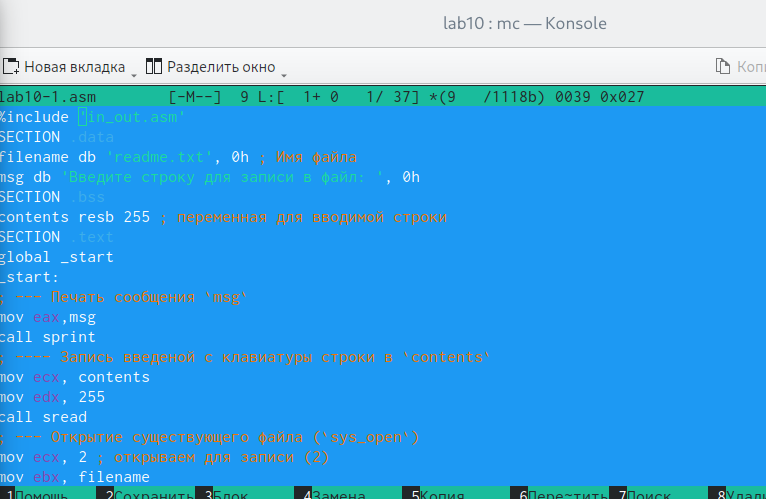 lab10 : mc — Konsole
Новая вкладка Разделить окно
lab10-1.asm [-M--] 9 L:[ 1+ 0 1/ 37] *(9 /1118b) 0039 0x027
%include 'in_out.asm'
SECTION .data
filename db 'readme.txt', 0h ; Имя файла
msg db 'Введите строку для записи в файл: ', 0h
SECTION .bss
contents resb 255 ; переменная для вводимой строки
SECTION .text
global _start
_start:
; --- Печать сообщения `msg`
mov eax,msg
call sprint
; ---- Запись введеной с клавиатуры строки в `contents`
mov ecx, contents
mov edx, 255
call sread
; --- Открытие существующего файла (`sys_open`)
mov ecx, 2 ; открываем для записи (2)
mov ebx, filename
1Помощь 2Сохранить 3Блок 4Замена 5Копия 6Пере~тить 7Поиск